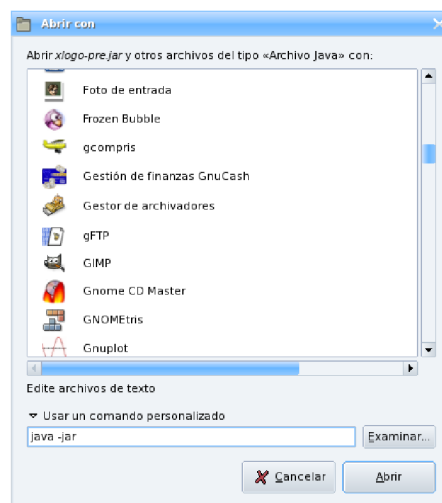 Abrir con
Abrir xlogo-pre.jar y otros archivos del tipo «Archivo Java» con:
Foto de entrada
Frozen Bubble
gcompris
Gestión de finanzas GnuCash
Gestor de archivadores
gFTP
GIMP
Gnome CD Master
GNOMEtris
Gnuplot
Edite archivos de texto
Usar un comando personalizado
java -jar
Examinar...
Cancelar
Abrir